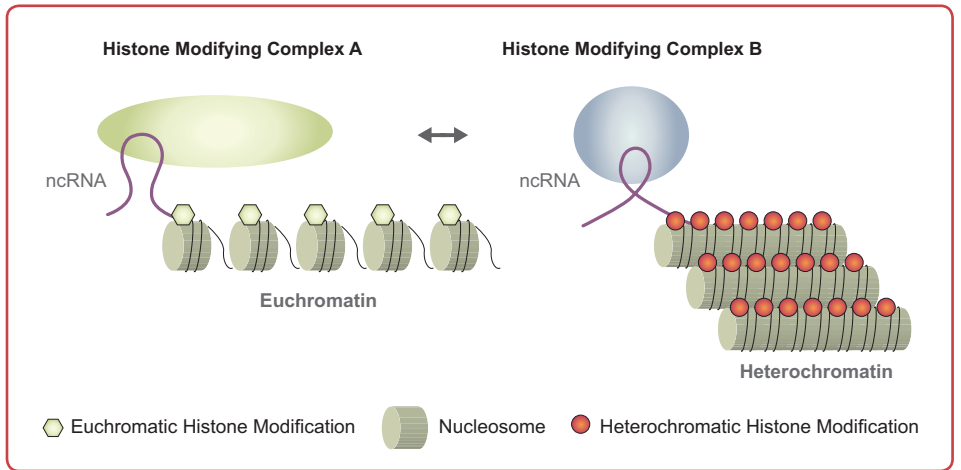 Histone Modifying Complex A
Histone Modifying Complex B
ncRNA
ncRNA
Euchromatin
Heterochromatin
Euchromatic Histone Modification
Nucleosome
Heterochromatic Histone Modification